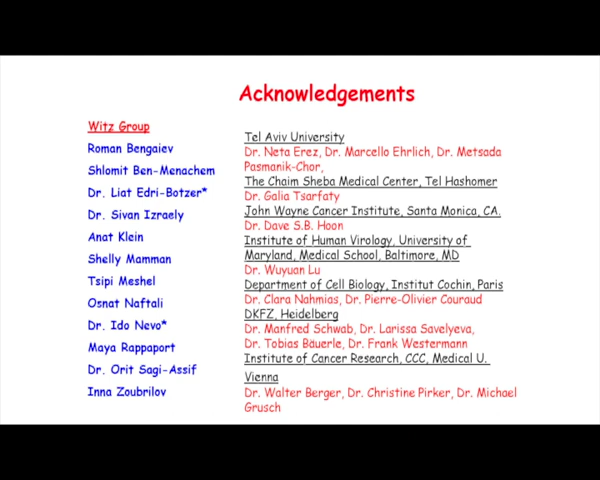 Acknowledgements
Witz Group
Roman Bengaiev
Shlomit Ben-Menachem
Dr. Liat Edri-Botzer*
Dr. Sivan Izraely
Anat Klein
Shelly Mamman
Tsipi Meshel
Osnat Naftali
Dr. Ido Nevo*
Maya Rappaport
Dr. Orit Sagi-Assif
Inna Zoubrilov
Tel Aviv University
Dr. Neta Erez, Dr. Marcello Ehrlich, Dr. Metsada
Pasmanik-Chor,
The Chaim Sheba Medical Center, Tel Hashomer
Dr. Galia Tsarfaty
John Wayne Cancer Institute, Santa Monica, CA.
Dr. Dave S.B. Hoon
Institute of Human Virology, University of
Maryland, Medical School, Baltimore, MD
Dr. Wuyuan Lu
Department of Cell Biology, Institut Cochin, Paris
Dr. Clara Nahmias, Dr. Pierre-Olivier Couraud
DKFZ, Heidelberg
Dr. Manfred Schwab, Dr. Larissa Savelyeva,
Dr. Tobias Bäuerle, Dr. Frank Westermann
Institute of Cancer Research, CCC, Medical U.
Vienna
Dr. Walter Berger, Dr. Christine Pirker, Dr. Michael
Grusch